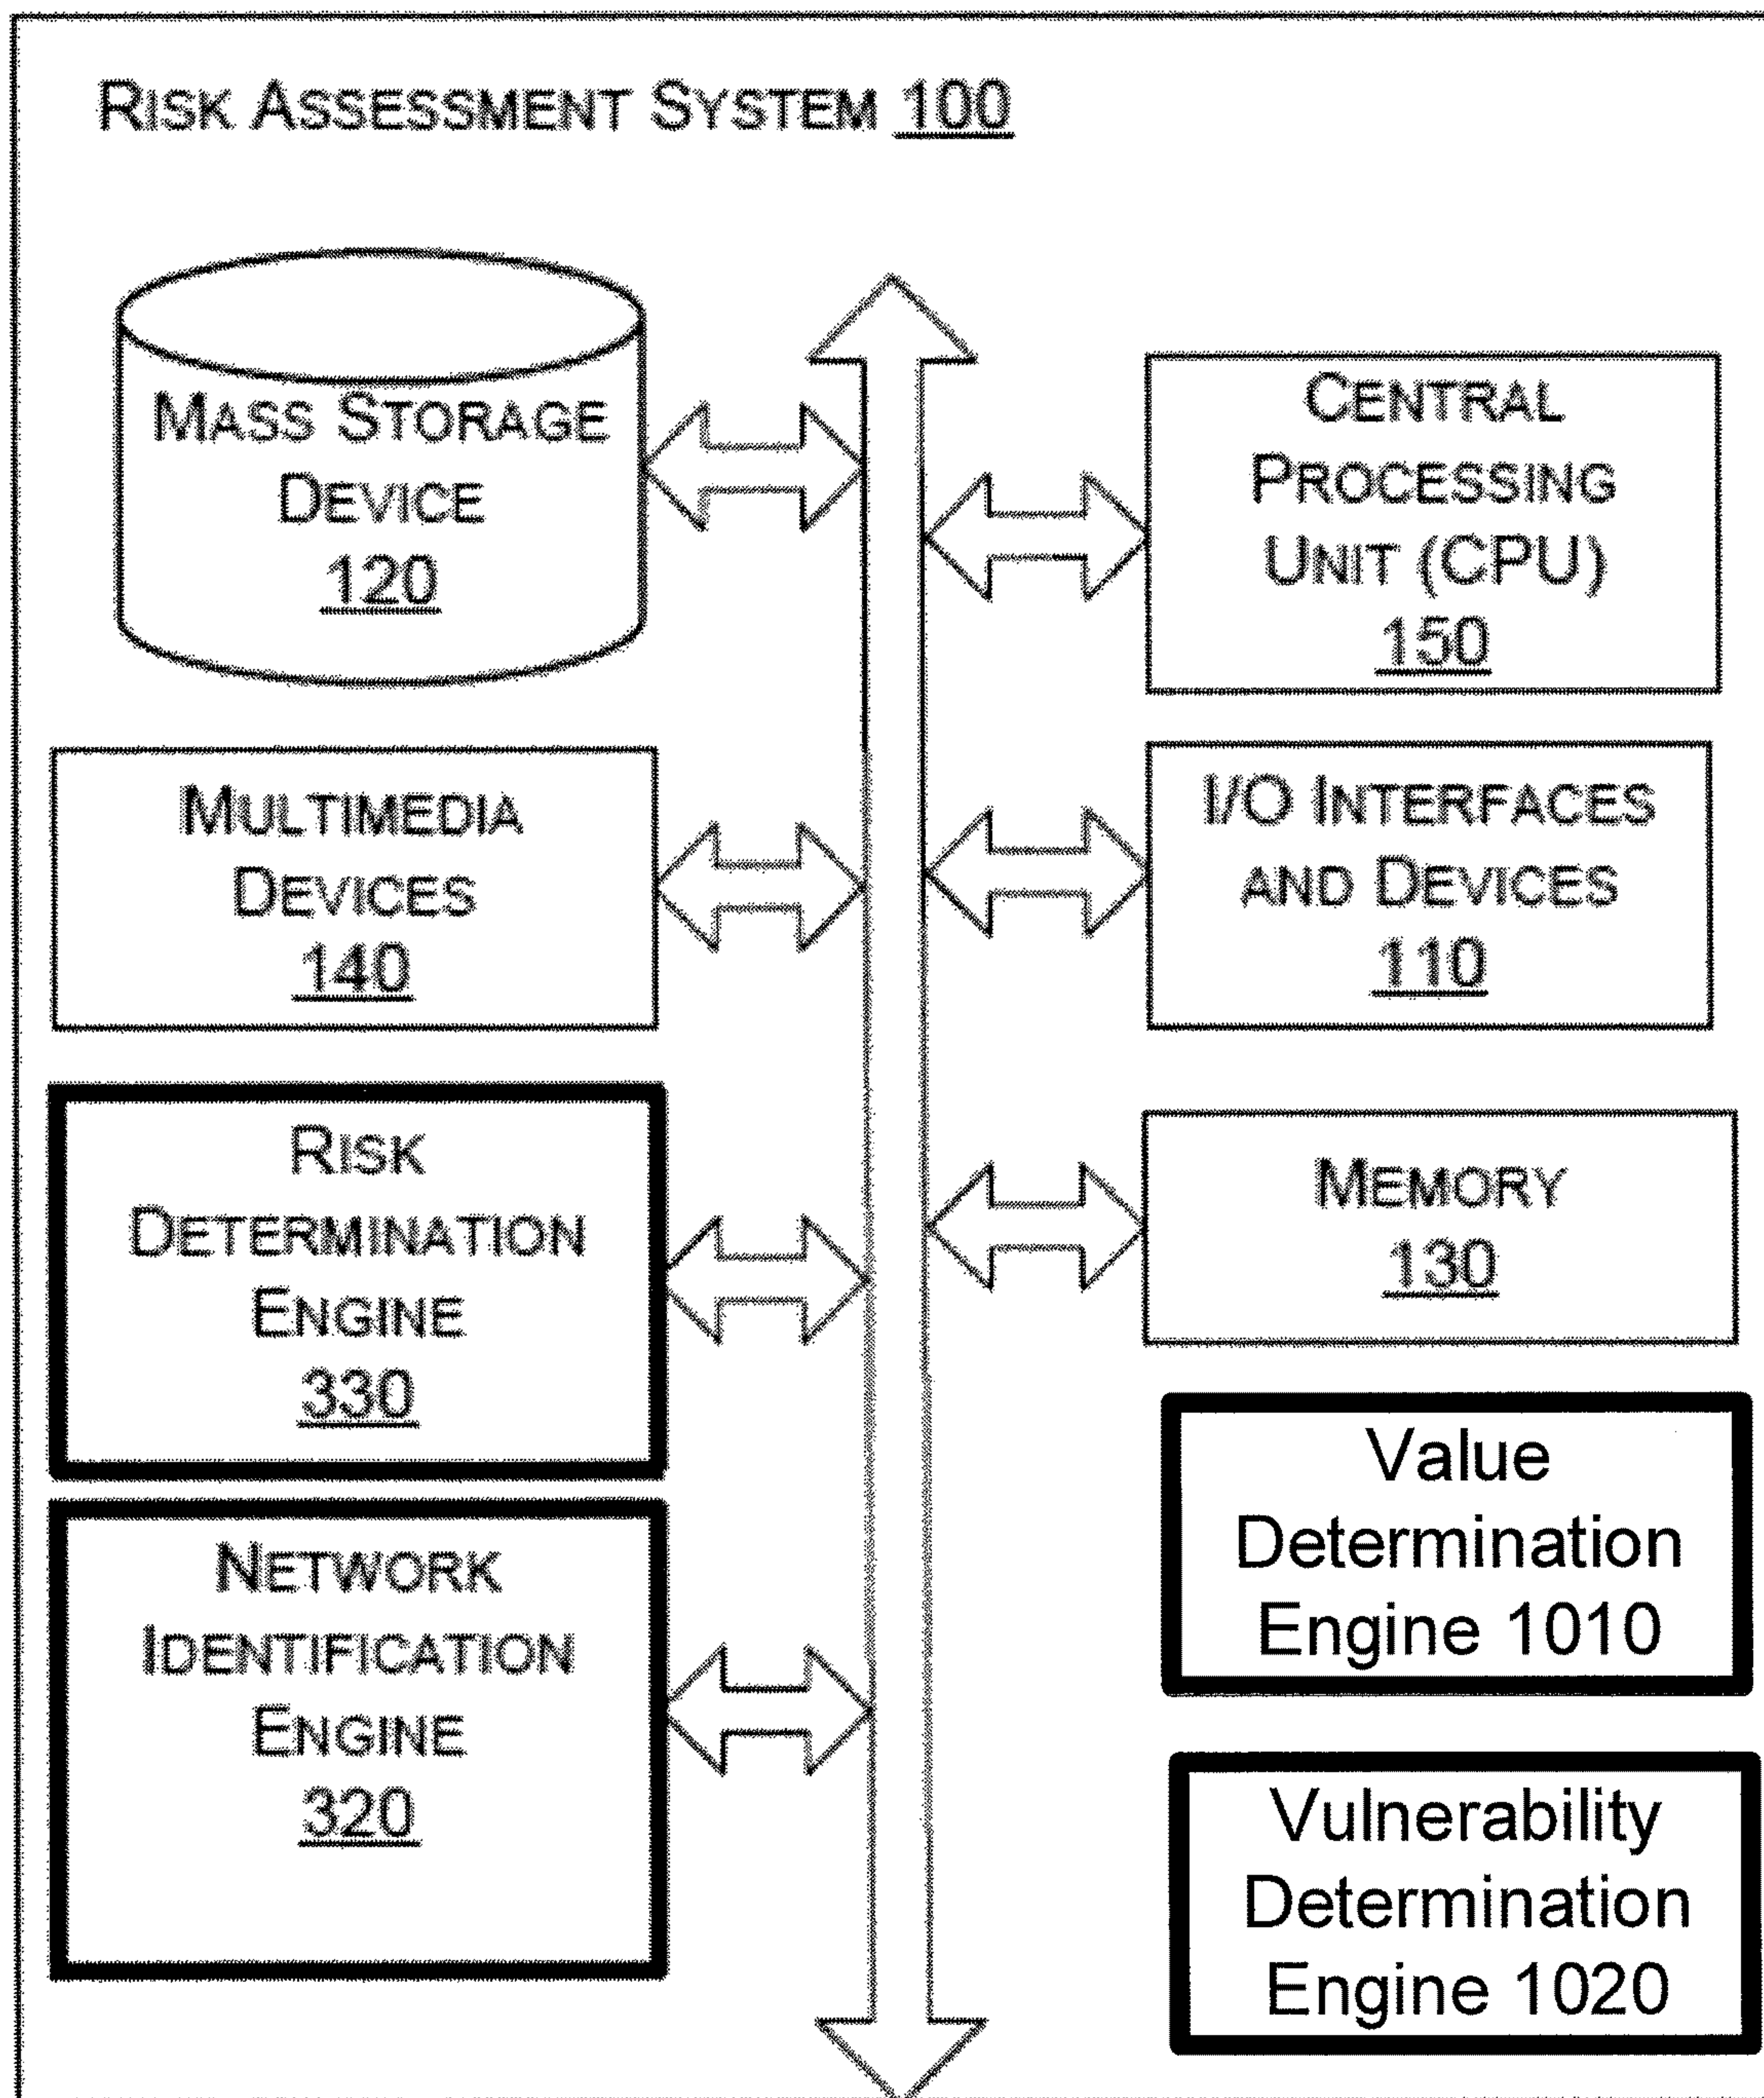 RISK ASSESSMENT SYSTEM 100
MASS STORAGE
DEVICE
120
CENTRAL
PROCESSING
UNIT (CPU)
150
MULTIMEDIA
DEVICES
140
I/O INTERFACES
AND DEVICES
110
RISK
DETERMINATION
ENGINE
330
MEMORY
130
NETWORK
IDENTIFICATION
ENGINE
320
Value
Determination
Engine 1010
Vulnerability
Determination
Engine 1020